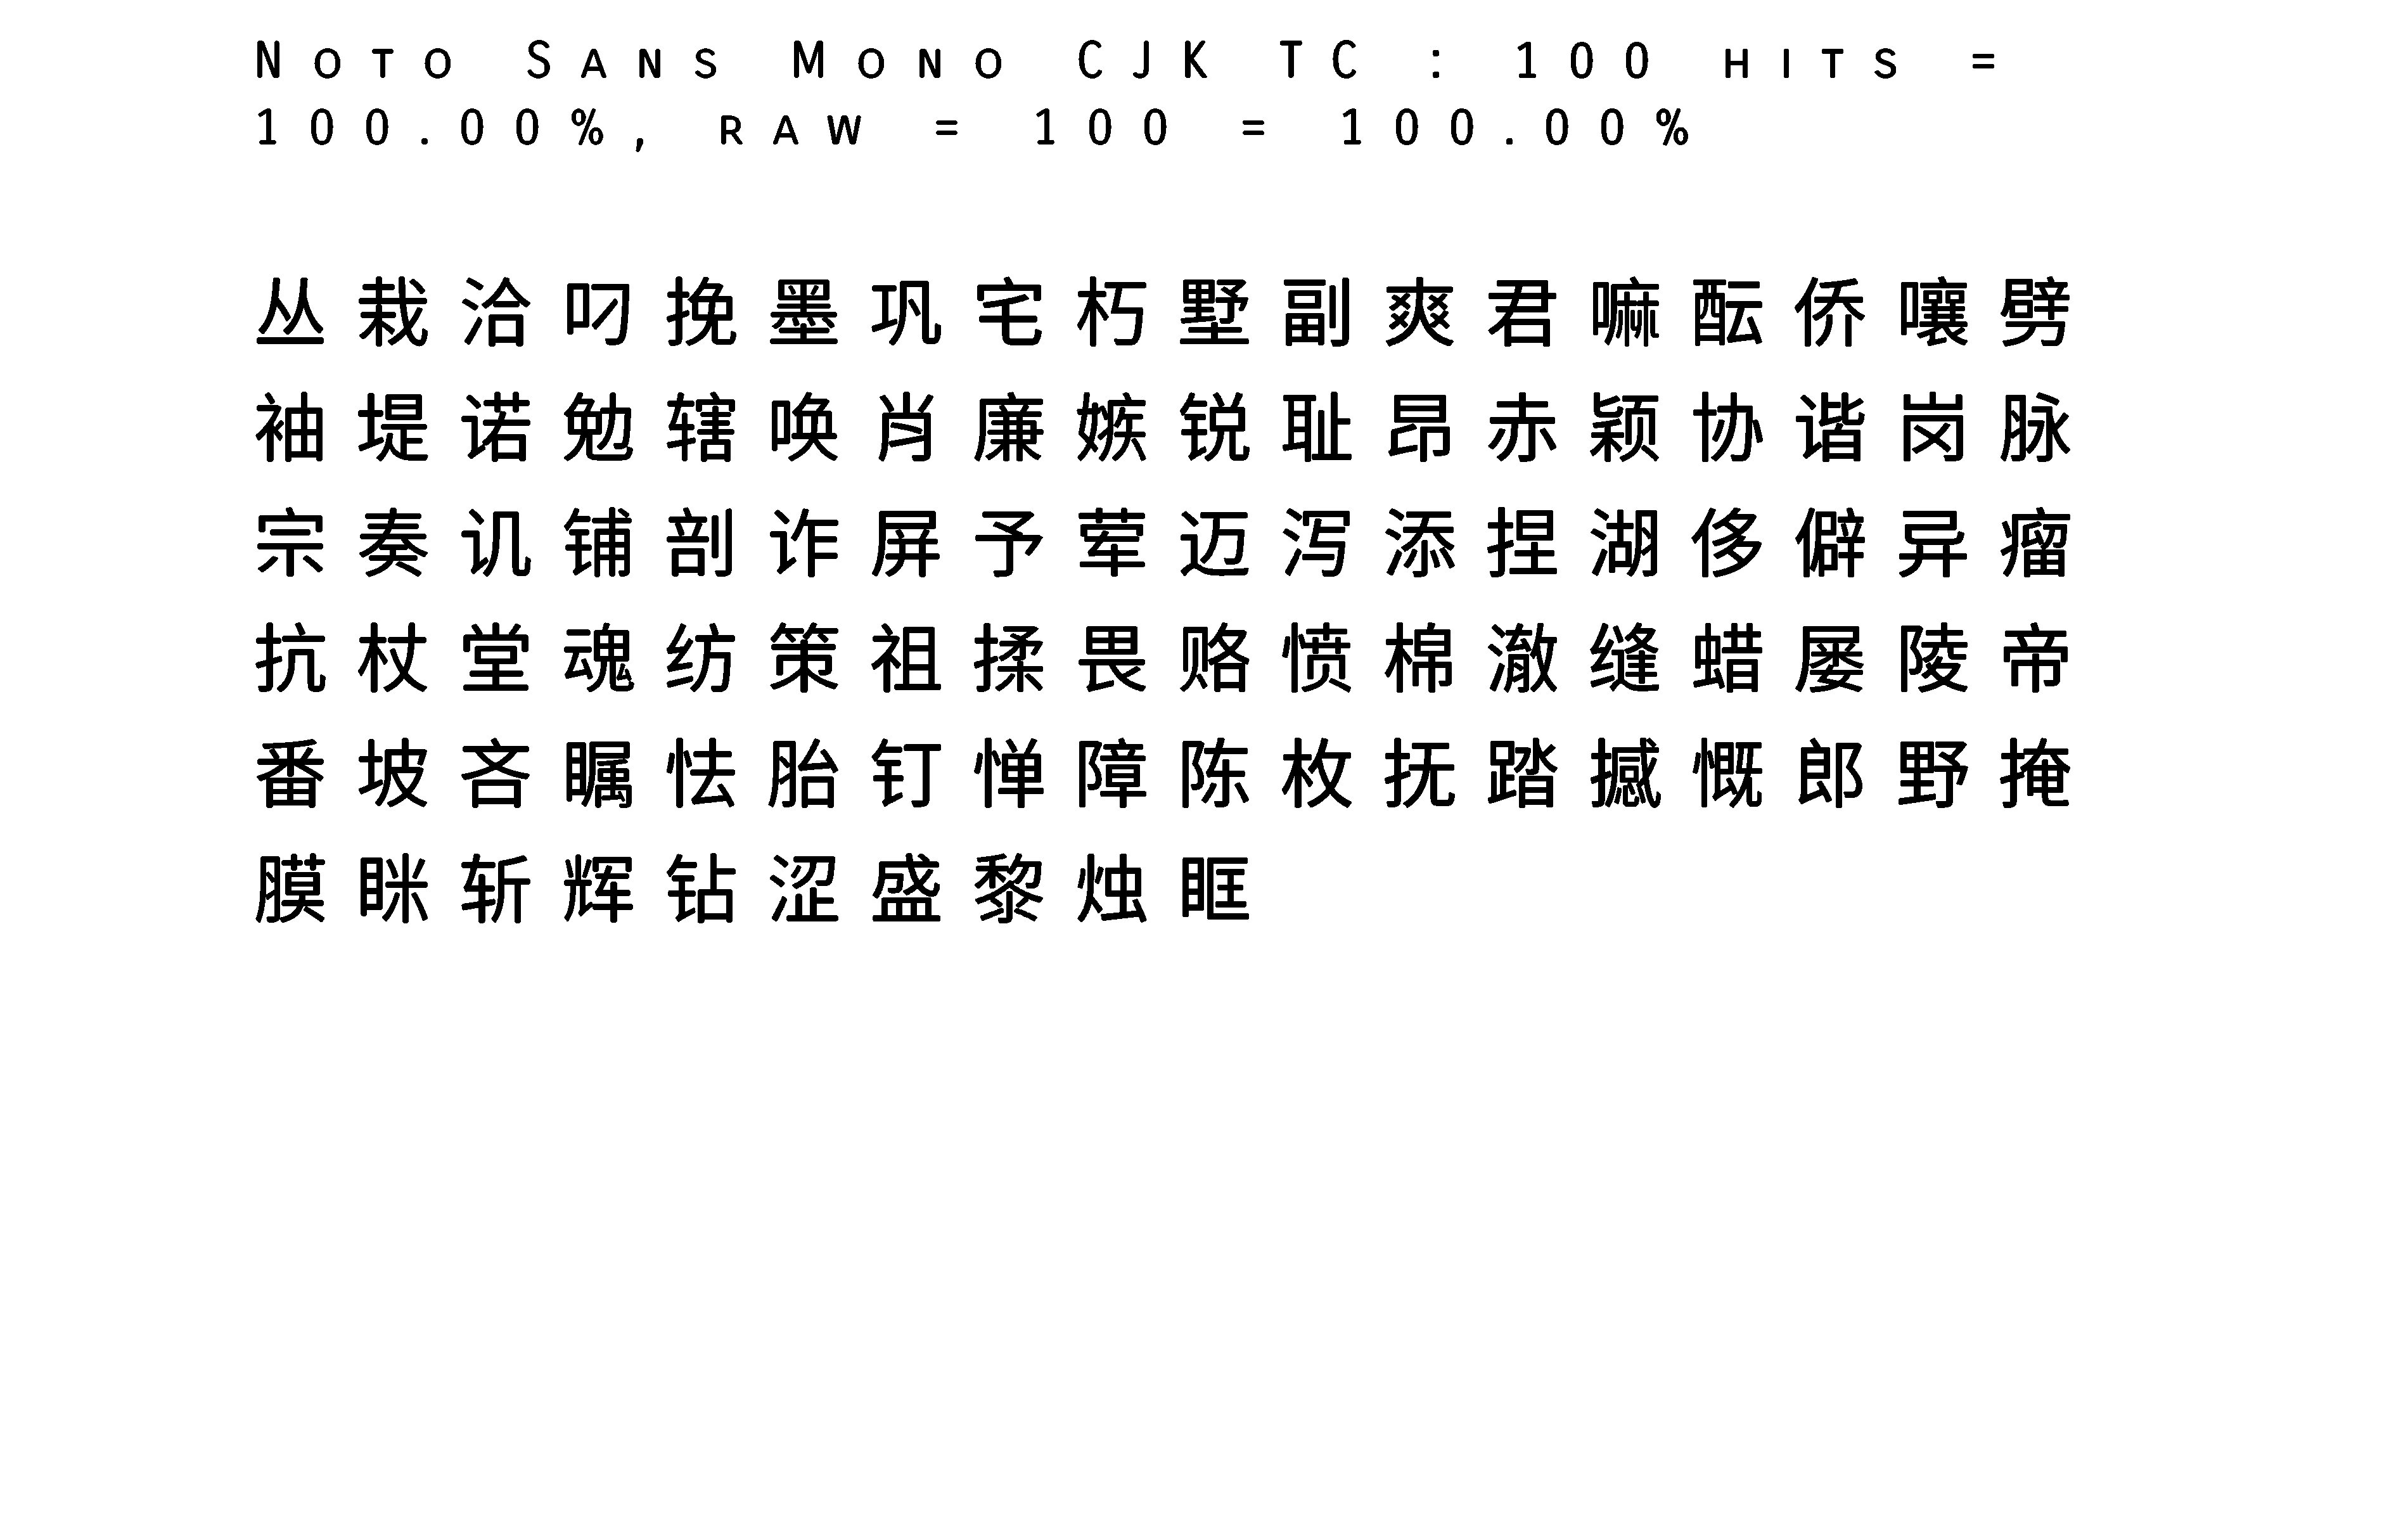 Noto Sans Mono CJK TC : 100 hits =
100.00%, raw = 100 = 100.00%
丛 栽 洽 叼 挽 墨 巩 宅 朽 墅 副 爽 君 嘛 酝 侨 嚷 劈
袖 堤 诺 勉 辖 唤 肖 廉 嫉 锐 耻 昂 赤 颖 协 谐 岗 脉
宗 奏 讥 铺 剖 诈 屏 予 荤 迈 泻 添 捏 湖 侈 僻 异 瘤
抗 杖 堂 魂 纺 策 祖 揉 畏 赂 愤 棉 澈 缝 蜡 屡 陵 帝
番 坡 吝 瞩 怯 胎 钉 惮 障 陈 枚 抚 踏 撼 慨 郎 野 掩
膜 眯 斩 辉 钻 涩 盛 黎 烛 眶